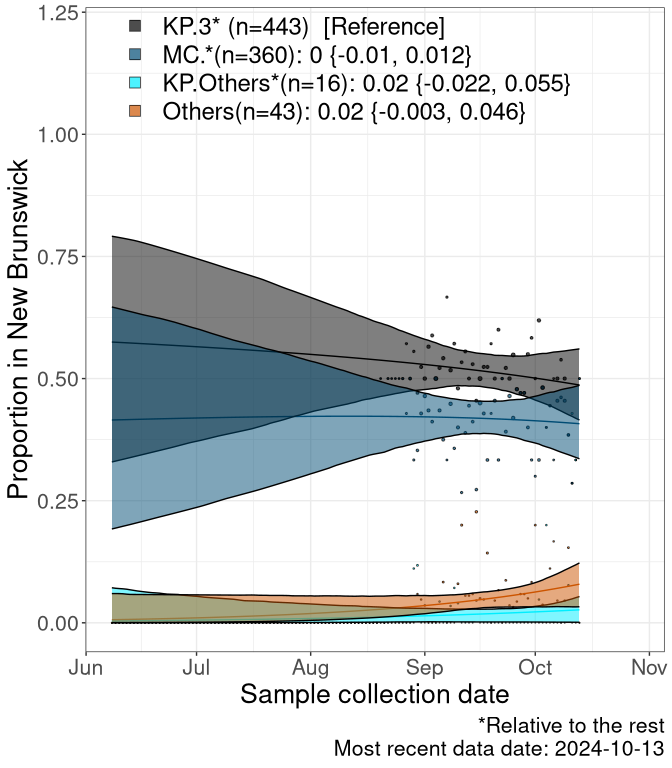 KP.3* (n=443)  [Reference]
MC.*(n=360): 0 {-0.01, 0.012}
KP.Others*(n=16): 0.02 {-0.022, 0.055}
Others(n=43): 0.02 {-0.003, 0.046}
Proportion in New Brunswick
1.25
1.00
0.75
0.50
0.25
0.00
Jun Jul Aug Sep Oct Nov
Sample collection date
*Relative to the rest
Most recent data date: 2024-10-13